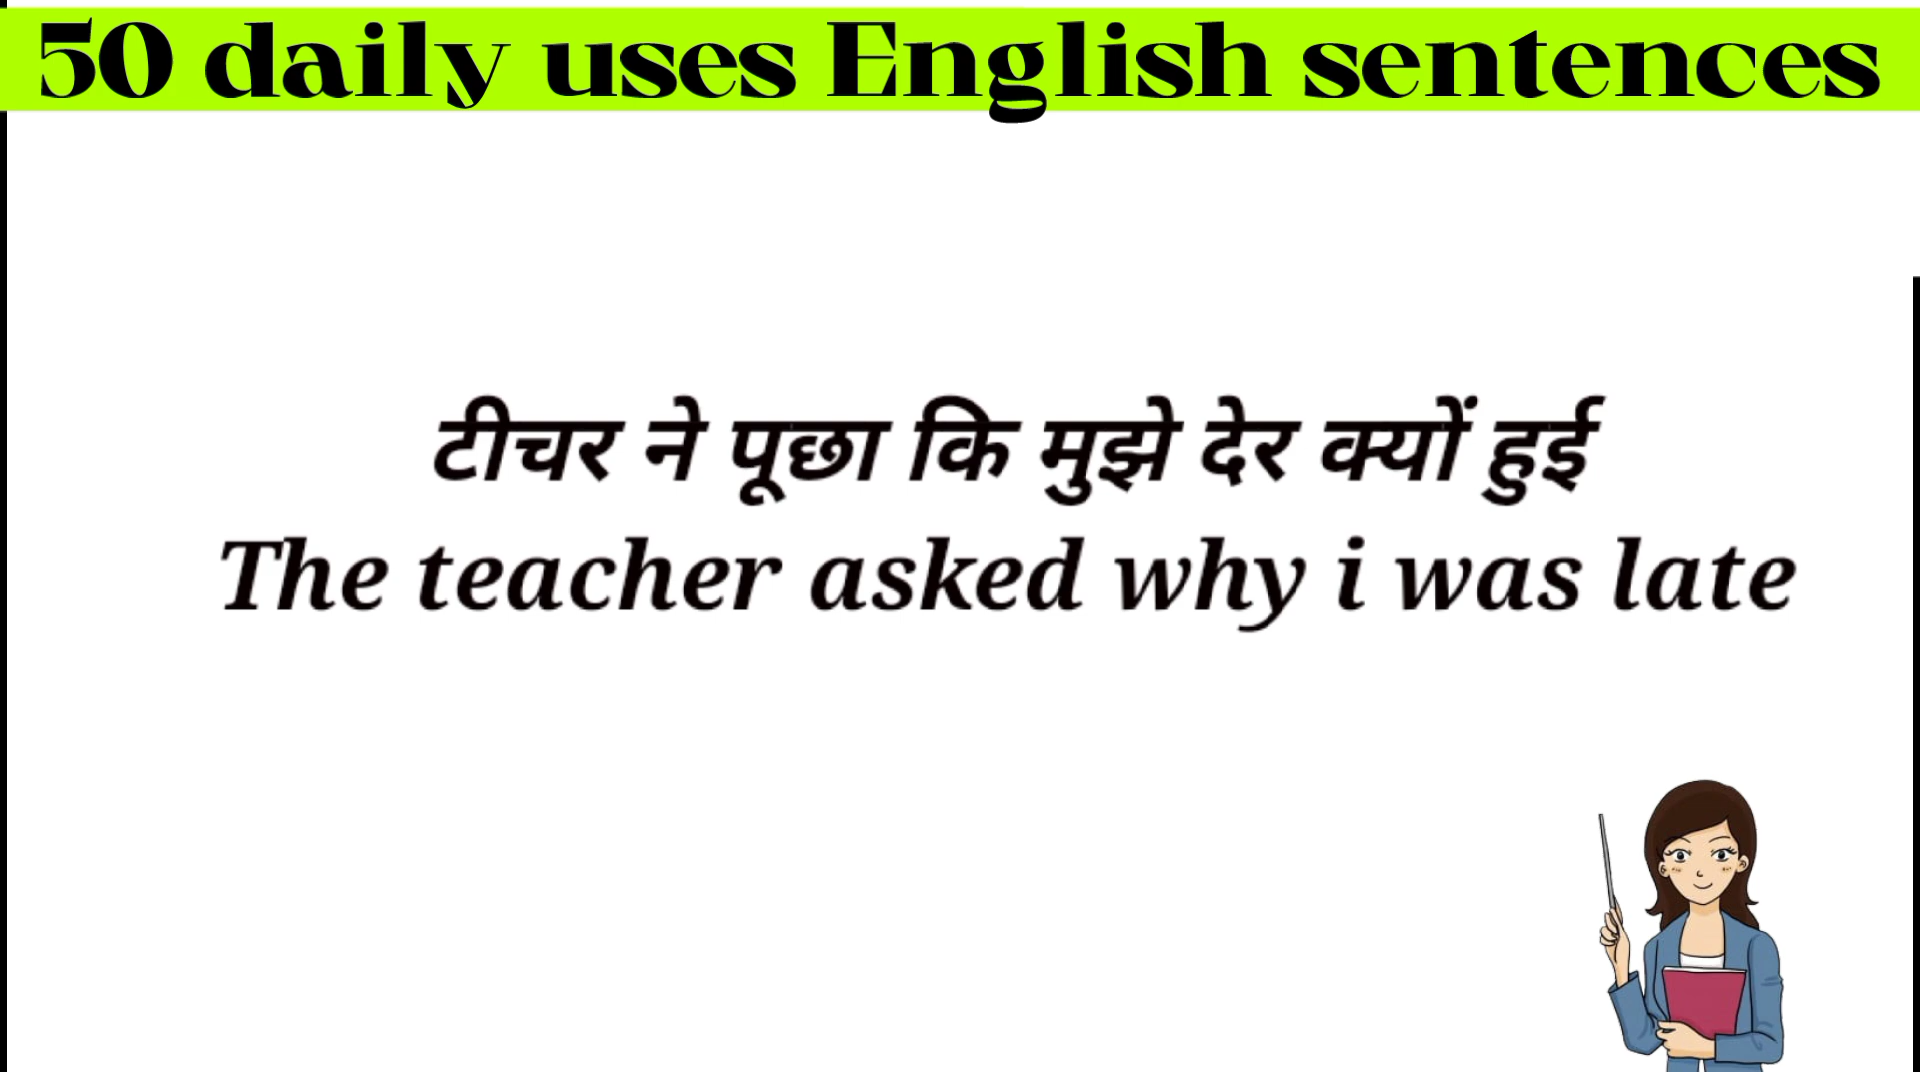 50 daily uses English sentences
टीचर ने पूछा कि मुझे देर क्यों हुई
The teacher asked why i was late